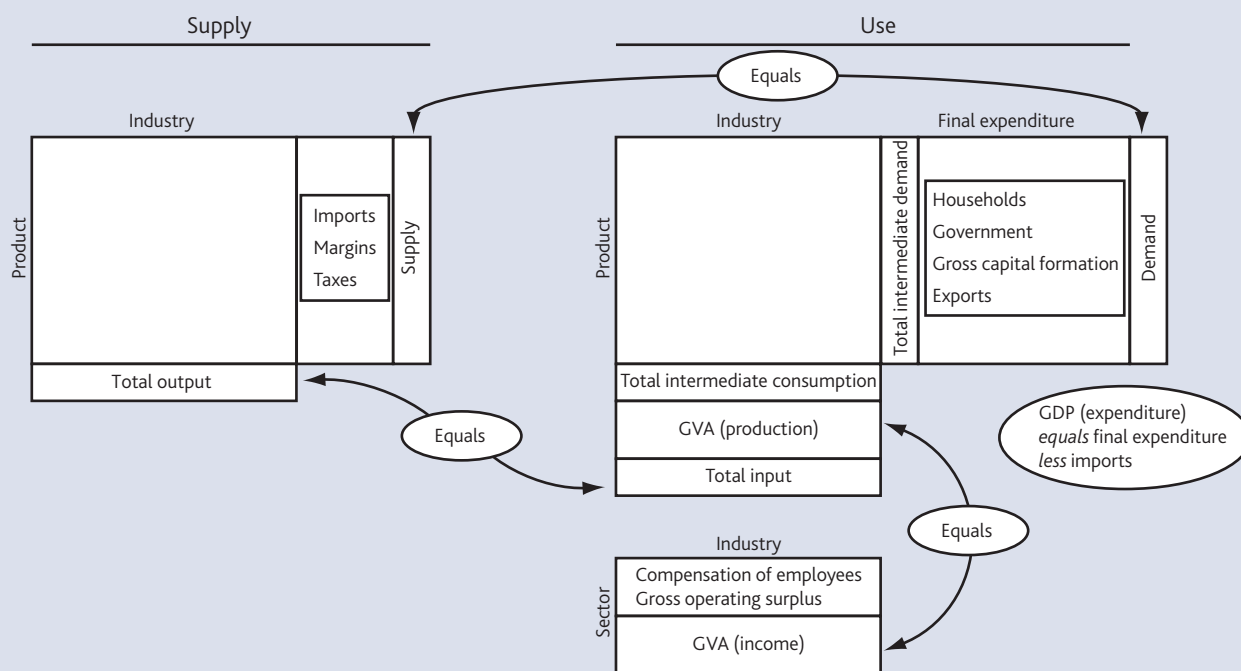 Supply
Use
Equals
Industry
Industry
Final expenditure
Product
Imports
Margins
Taxes
Supply
Product
Total intermediate demand
Households
Government
Gross capital formation
Exports
Demand
Total output
Total intermediate consumption
Equals
GVA (production)
GDP (expenditure)
equals final expenditure
less imports
Total input
Equals
Industry
Sector
Compensation of employees
Gross operating surplus
GVA (income)